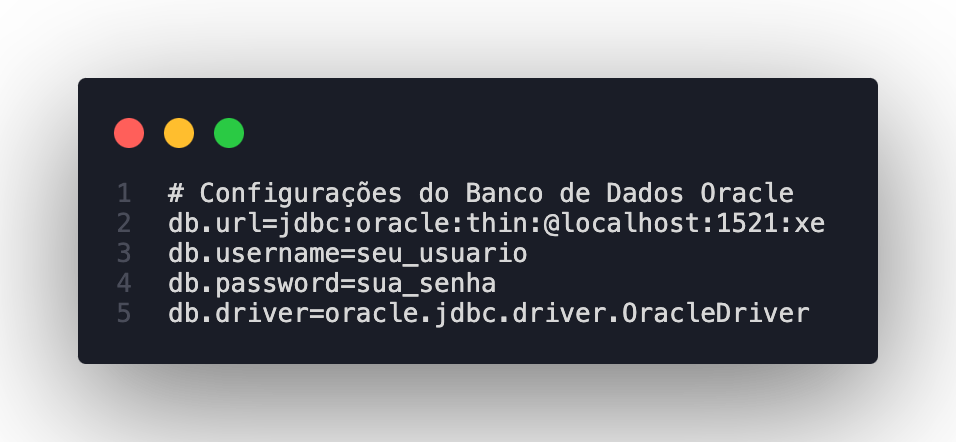 1 # Configurações do Banco de Dados Oracle
2 db.url=jdbc:oracle:thin:@localhost:1521:xe
3 db.username=seu_usuario
4 db.password=sua_senha
5 db.driver=oracle.jdbc.driver.OracleDriver